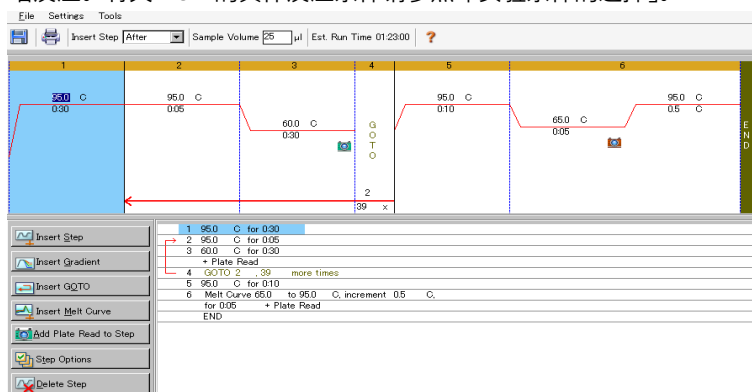 File Settings Tools
Insert Step After Sample Volume 25 µl Est. Run Time 01:23:00 ?
1 2 3 4 5 6
95.0 C 95.0 C 95.0 C 95.0 C
0:30 0:05 0:10 0.5 C
60.0 C 65.0 C
0:30 0:05
GOTO
END
2
39 x
Insert Step
Insert Gradient
Insert GOTO
Insert Melt Curve
Add Plate Read to Step
Step Options
Delete Step
1 95.0 C for 0:30
2 95.0 C for 0:05
3 60.0 C for 0:30
+ Plate Read
4 GOTO 2 , 39 more times
5 95.0 C for 0:10
6 Melt Curve 65.0 to 95.0 C, increment 0.5 C,
for 0:05 + Plate Read
END